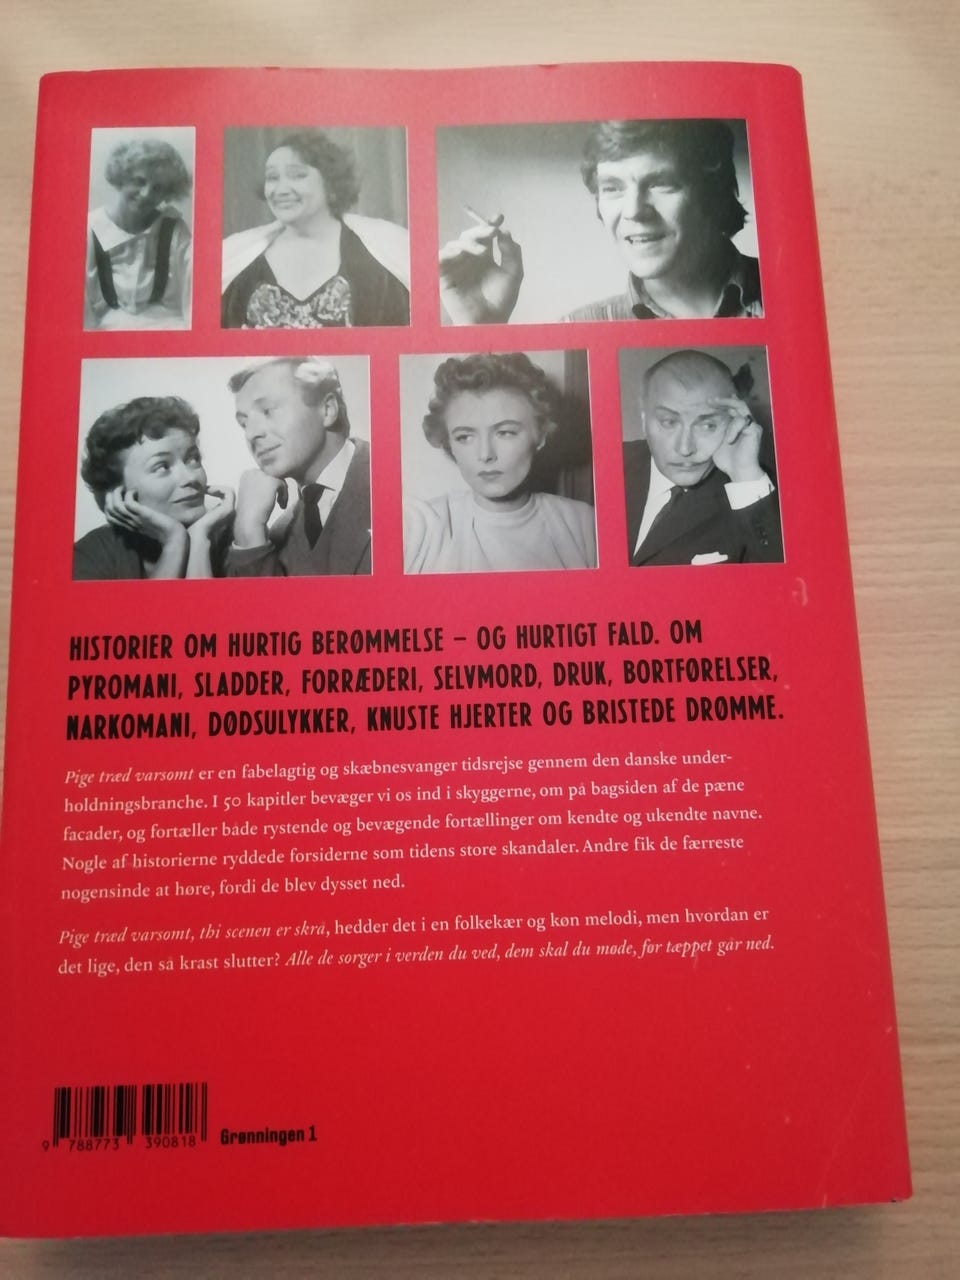 HISTORIER OM HURTIG BERØMMELSE – OG HURTIGT FALD. OM
PYROMANI, SLADDER, FORRÆDERI, SELVMORD, DRUK, BORTFØRELSER,
NARKOMANI, DØDSULYKKER, KNUSTE HJERTER OG BRISTEDE DRØMME.
Pige træd varsomt er en fabelagtig og skæbnesvanger tidsrejse gennem den danske under-
holdningsbranche. I 50 kapitler bevæger vi os ind i skyggerne, om på bagsiden af de pæne
facader, og fortæller både rystende og bevægende fortællinger om kendte og ukendte navne.
Nogle af historierne ryddede forsiderne som tidens store skandaler. Andre fik de færreste
nogensinde at høre, fordi de blev dysset ned.
Pige træd varsomt, thi scenen er skrå, hedder det i en folkekær og køn melodi, men hvordan er
det lige, den så krast slutter? Alle de sorger i verden du ved, dem skal du møde, før tæppet går ned.
9 788773 390818
Grønningen 1